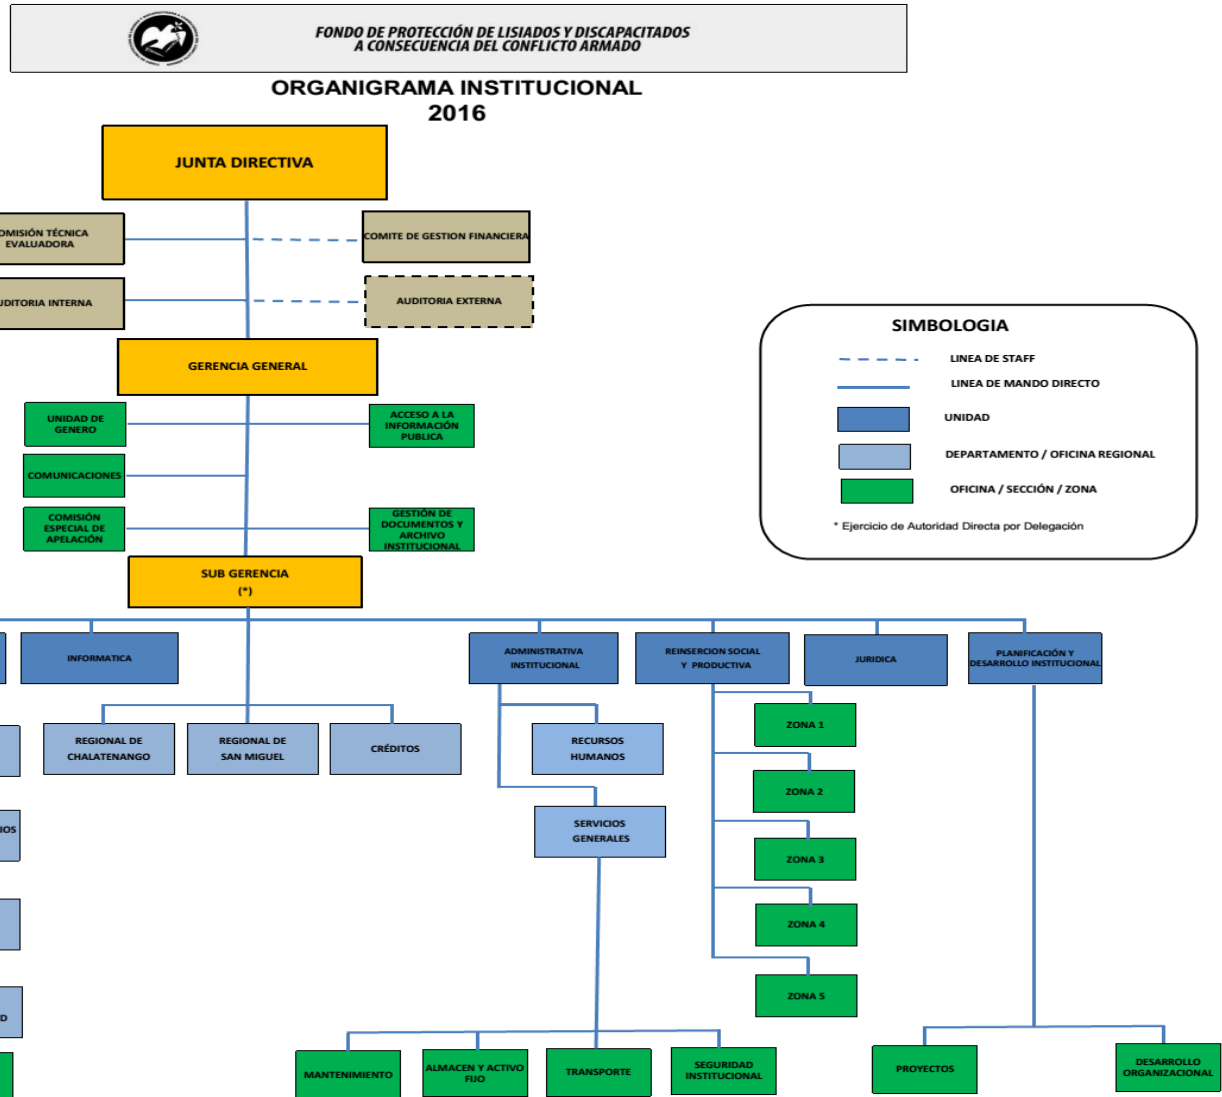 FONDO DE PROTECCIÓN DE LISIADOS Y DISCAPACITADOS
A CONSECUENCIA DEL CONFLICTO ARMADO
ORGANIGRAMA INSTITUCIONAL
2016
JUNTA DIRECTIVA
OMISIÓN TÉCNICA
EVALUADORA
COMITE DE GESTION FINANCIERA
UDITORIA INTERNA
AUDITORIA EXTERNA
GERENCIA GENERAL
UNIDAD DE
GENERO
ACCESO A LA
INFORMACIÓN
PUBLICA
COMUNICACIONES
COMISIÓN
ESPECIAL DE
APELACIÓN
GESTIÓN DE
DOCUMENTOS Y
ARCHIVO
INSTITUCIONAL
SUB GERENCIA
(*)
SIMBOLOGIA
LINEA DE STAFF
LINEA DE MANDO DIRECTO
UNIDAD
DEPARTAMENTO / OFICINA REGIONAL
OFICINA / SECCIÓN / ZONA
* Ejercicio de Autoridad Directa por Delegación
INFORMATICA
ADMINISTRATIVA
INSTITUCIONAL
REINSERCION SOCIAL
Y PRODUCTIVA
JURIDICA
PLANIFICACIÓN Y
DESARROLLO INSTITUCIONAL
REGIONAL DE
CHALATENANGO
REGIONAL DE
SAN MIGUEL
CRÉDITOS
RECURSOS
HUMANOS
SERVICIOS
GENERALES
ZONA 1
ZONA 2
ZONA 3
ZONA 4
ZONA 5
IOS
D
MANTENIMIENTO
ALMACEN Y ACTIVO
FIJO
TRANSPORTE
SEGURIDAD
INSTITUCIONAL
PROYECTOS
DESARROLLO
ORGANIZACIONAL